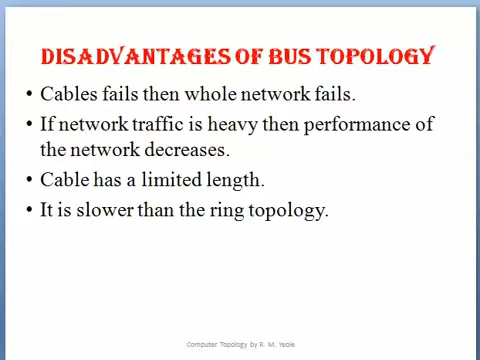 DISADVANTAGES OF BUS TOPOLOGY
• Cables fails then whole network fails.
• If network traffic is heavy then performance of
the network decreases.
• Cable has a limited length.
• It is slower than the ring topology.
Computer Topology by R. M. Yeole